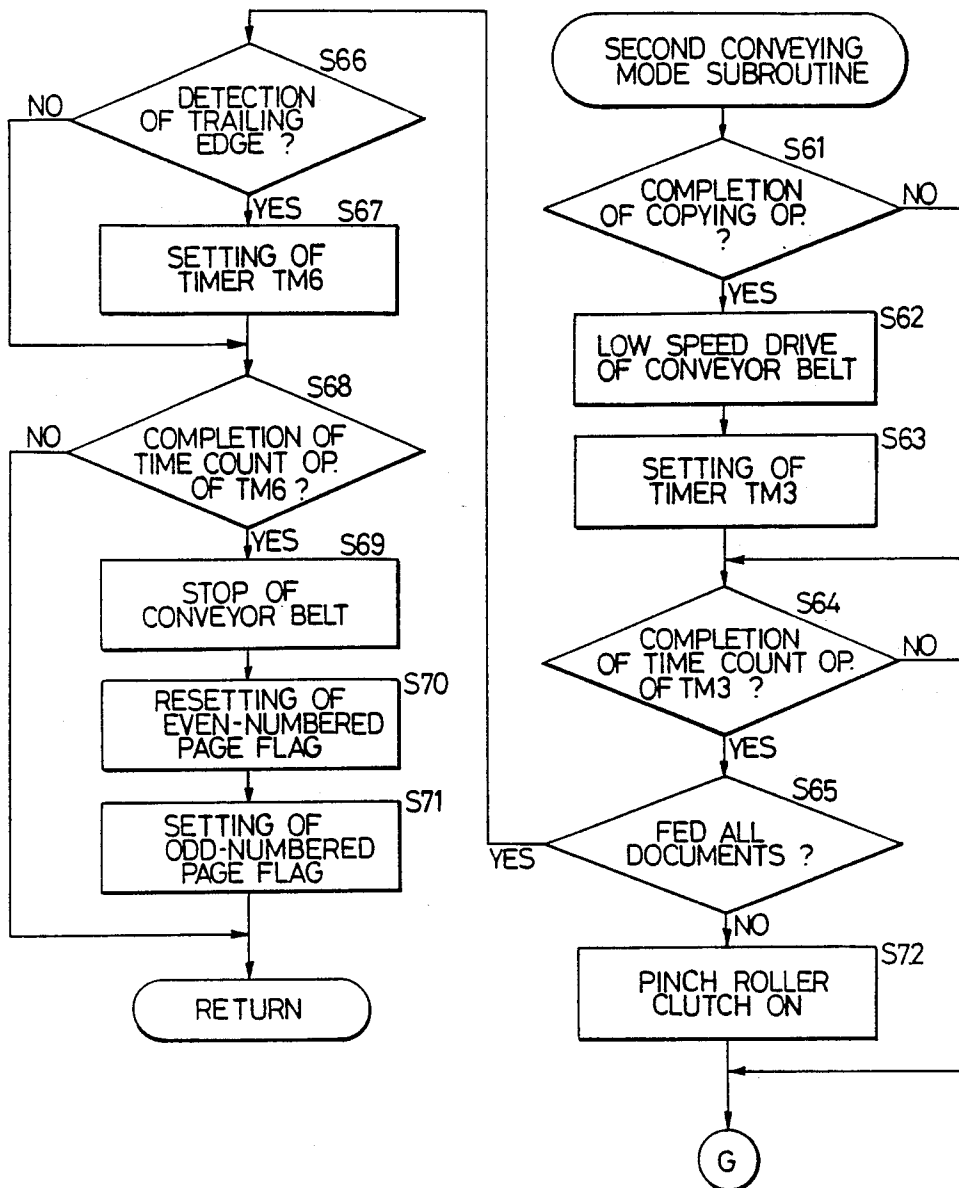 SECOND CONVEYING
MODE SUBROUTINE
S61
COMPLETION
OF COPYING OP.
?
NO
YES
S62
LOW SPEED DRIVE
OF CONVEYOR BELT
S63
SETTING OF
TIMER TM3
S64
COMPLETION
OF TIME COUNT OP.
OF TM3 ?
NO
YES
S65
FED ALL
DOCUMENTS ?
YES
NO
S72
PINCH ROLLER
CLUTCH ON
G
S66
DETECTION
OF TRAILING
EDGE ?
NO
YES
S67
SETTING OF
TIMER TM6
S68
COMPLETION OF
TIME COUNT OP.
OF TM6 ?
NO
YES
S69
STOP OF
CONVEYOR BELT
S70
RESETTING OF
EVEN-NUMBERED
PAGE FLAG
S71
SETTING OF
ODD-NUMBERED
PAGE FLAG
RETURN